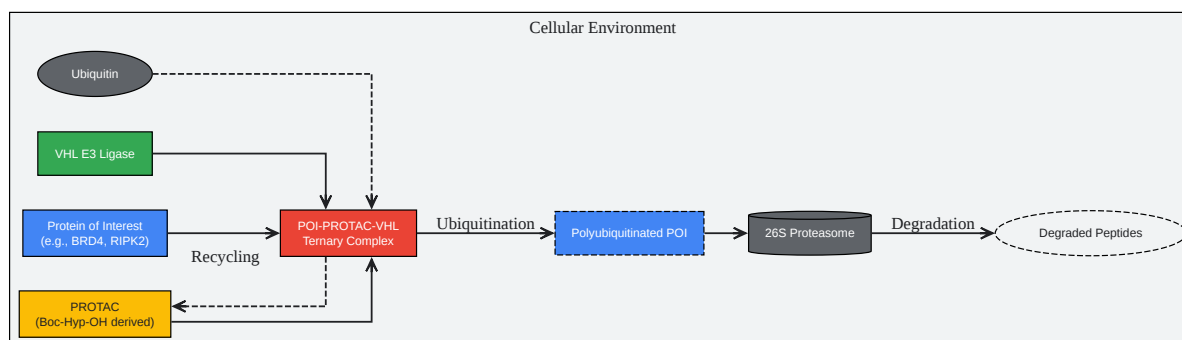 Cellular Environment
Ubiquitin
VHL E3 Ligase
Protein of Interest
(e.g., BRD4, RIPK2)
Recycling
POI-PROTAC-VHL
Ternary Complex
Ubiquitination
Polyubiquitinated POI
26S Proteasome
Degradation
Degraded Peptides
PROTAC
(Boc-Hyp-OH derived)